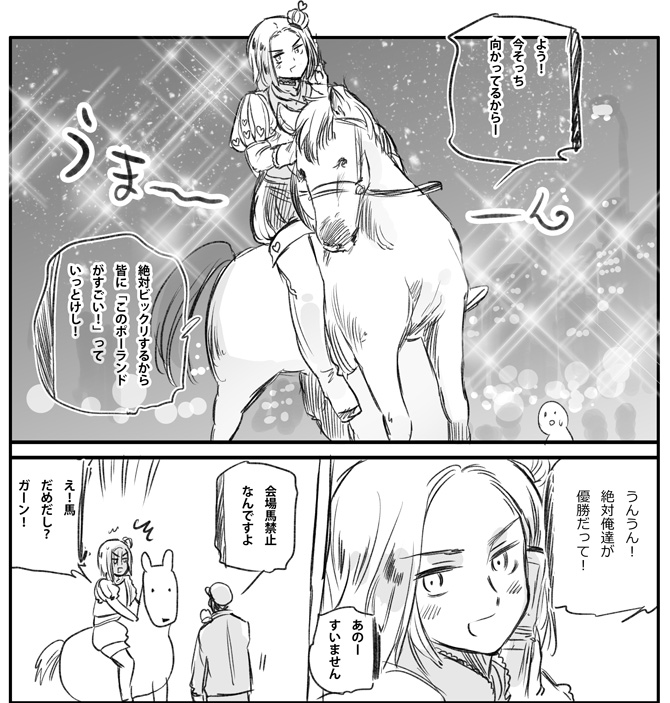 よう!
今そっち
向かってるからー
うまー〜
ーーん
絶対ビックリするから
皆に「このポーランド
がすごい!」って
いっとけし!
うんうん!
絶対俺達が
優勝だって!
あのー
すいません
会場馬禁止
なんですよ
え!馬
だめだし?
ガーン!